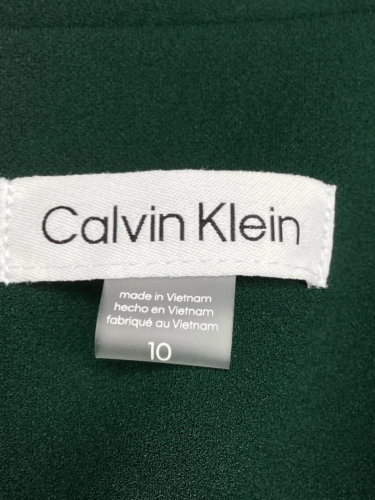 Calvin Klein
made in Vietnam
hecho en Vietnam
fabriqué au Vietnam
10